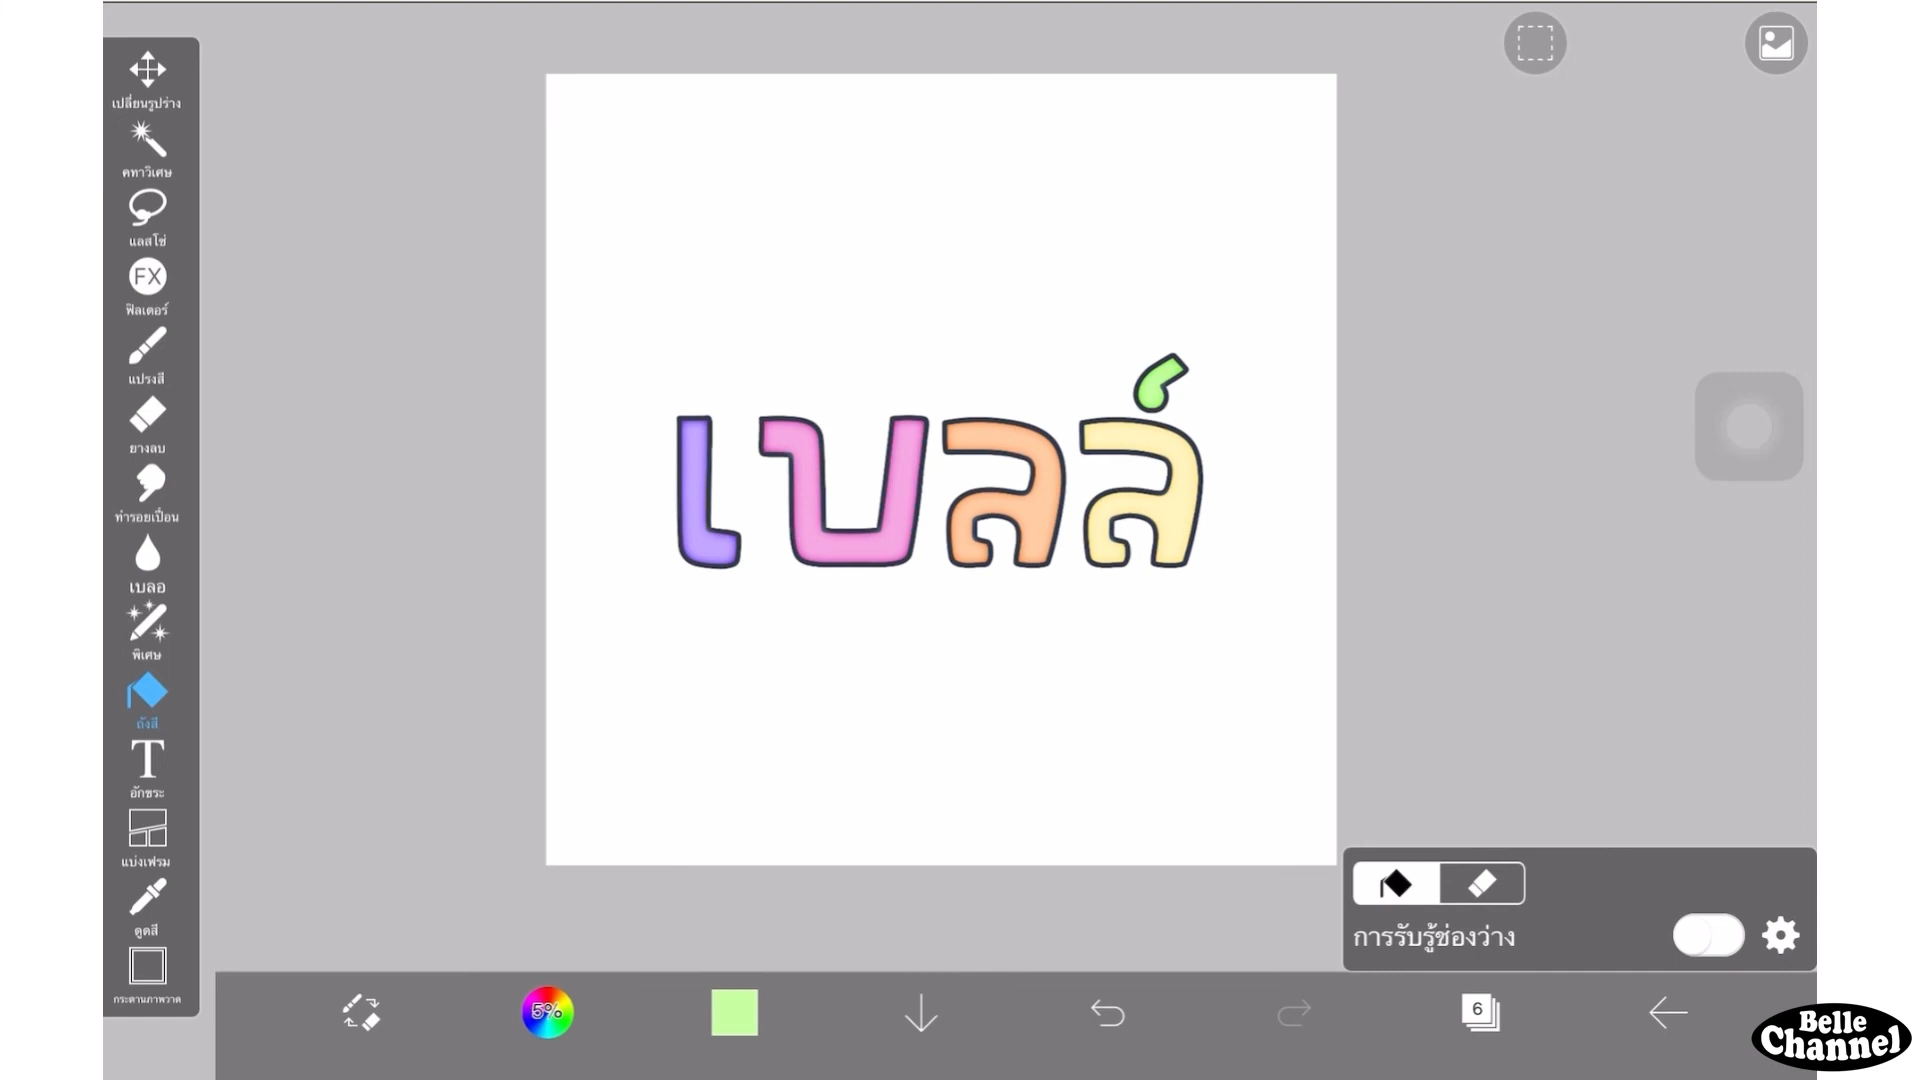 เปลี่ยนรูปร่าง
คทาวิเศษ
แลสโซ่
FX
ฟิลเตอร์
แปรงสี
ยางลบ
ทำรอยเปื้อน
เบลอ
พิเศษ
ถังสี
T
อักขระ
แบ่งเฟรม
ดูดสี
กระดานภาพวาด
เบลล์
การรับรู้ช่องว่าง
5%
6
Belle
Channel